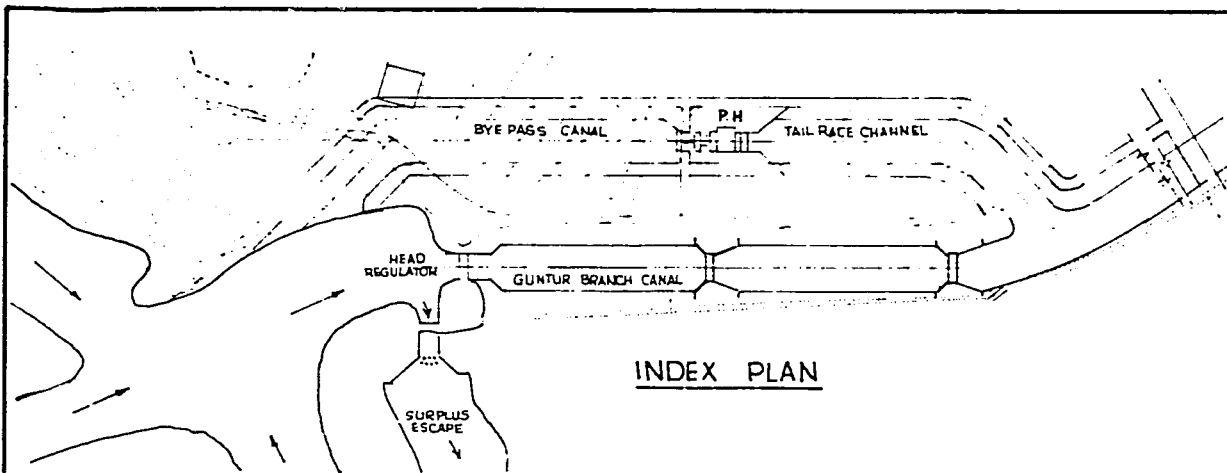 P.H
BYE PASS CANAL
TAIL RACE CHANNEL
HEAD
REGULATOR
GUNTUR BRANCH CANAL
INDEX PLAN
SURPLUS
ESCAPE